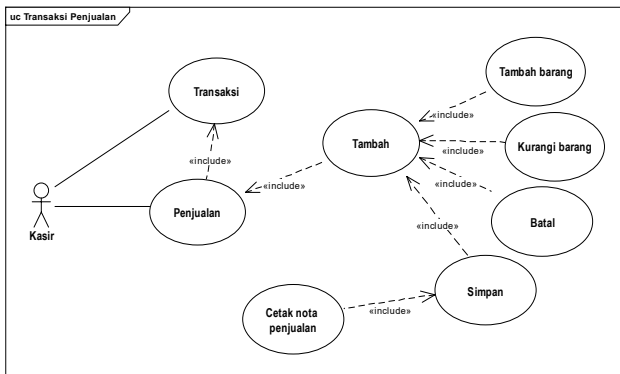 uc Transaksi Penjualan
Transaksi
Tambah barang
«include»
«include»
Tambah
Kurangi barang
«include»
«include»
«include»
Penjualan
Batal
Kasir
«include»
Simpan
Cetak nota
penjualan
«include»